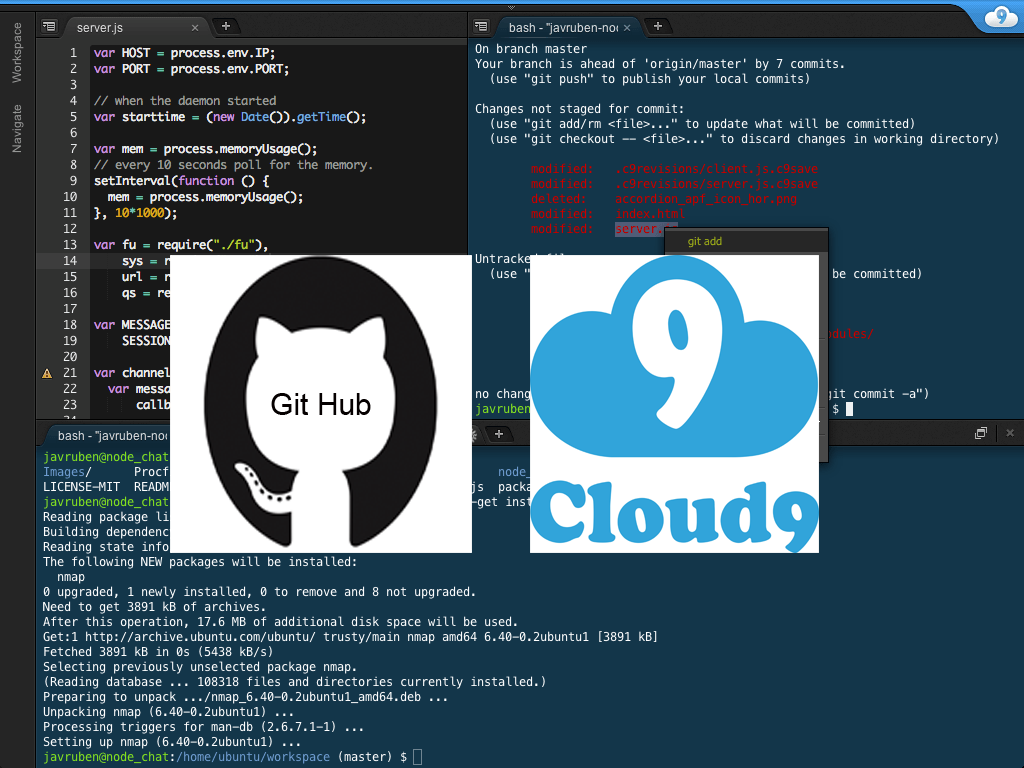 Workspace
Navigate
server.js
1 var HOST = process.env.IP;
2 var PORT = process.env.PORT;
3
4 // when the daemon started
5 var starttime = (new Date()).getTime();
6
7 var mem = process.memoryUsage();
8 // every 10 seconds poll for the memory.
9 setInterval(function () {
10 mem = process.memoryUsage();
11 }, 10*1000);
12
13 var fu = require("./fu"),
14 sys = r
15 url = r
16 qs = re
17
18 var MESSAGE
19 SESSION
20
21 var channel
22 var messa
23 callb
bash - "javruben-no
9
On branch master
Your branch is ahead of 'origin/master' by 7 commits.
(use "git push" to publish your local commits)
Changes not staged for commit:
(use "git add/rm <file>..." to update what will be committed)
(use "git checkout -- <file>..." to discard changes in working directory)
modified: .c9revisions/client.js.c9save
modified: .c9revisions/server.js.c9save
deleted: accordion_apf_icon_hor.png
modified: index.html
modified: server.
git add
Untracked
(use " be committed)
odules/
no chang git commit -a")
javruben $
Git Hub
9
Cloud9
bash - "javruben-noc
javruben@node_chat
Images/ Procf node_
LICENSE-MIT READM js packa
javruben@node_chat -get inst
Reading package li
Building dependenc
Reading state info
The following NEW packages will be installed:
nmap
0 upgraded, 1 newly installed, 0 to remove and 8 not upgraded.
Need to get 3891 kB of archives.
After this operation, 17.6 MB of additional disk space will be used.
Get:1 http://archive.ubuntu.com/ubuntu/ trusty/main nmap amd64 6.40-0.2ubuntu1 [3891 kB]
Fetched 3891 kB in 0s (5438 kB/s)
Selecting previously unselected package nmap.
(Reading database ... 108318 files and directories currently installed.)
Preparing to unpack .../nmap_6.40-0.2ubuntu1_amd64.deb ...
Unpacking nmap (6.40-0.2ubuntu1) ...
Processing triggers for man-db (2.6.7.1-1) ...
Setting up nmap (6.40-0.2ubuntu1) ...
javruben@node_chat:/home/ubuntu/workspace (master) $